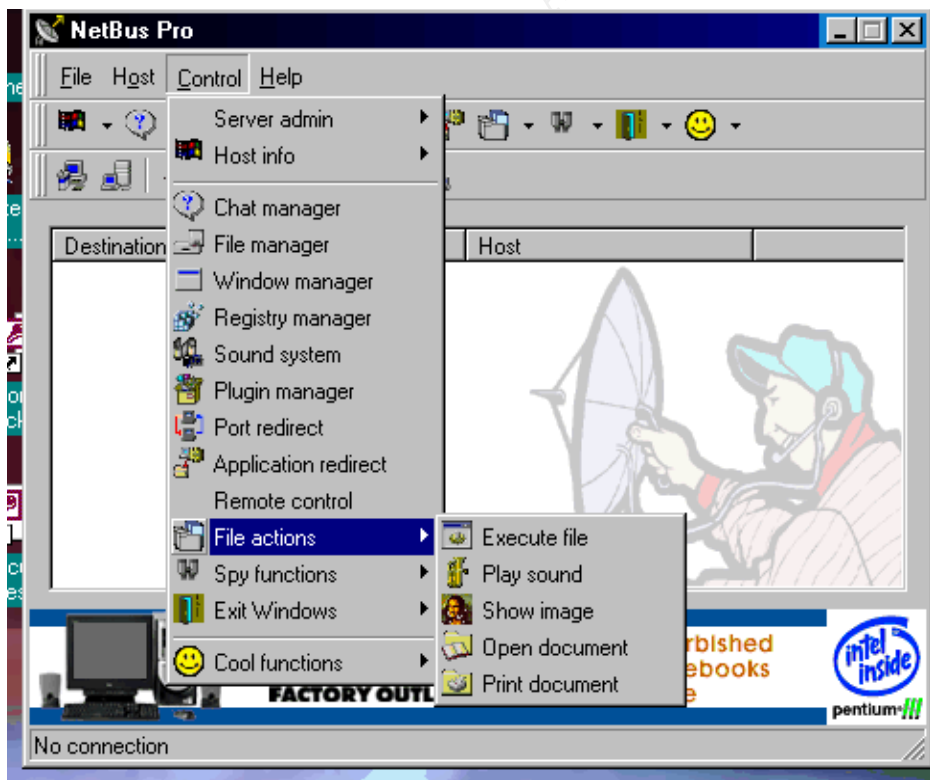 NetBus Pro
File Host Control Help
Server admin
Host info
Chat manager
Destination
Host
File manager
Window manager
Registry manager
Sound system
Plugin manager
Port redirect
Application redirect
Remote control
File actions
Execute file
Spy functions
Play sound
Exit Windows
Show image
Cool functions
Open document
Print document
FACTORY OUTL
rbished
ebooks
intel
inside
pentium
No connection